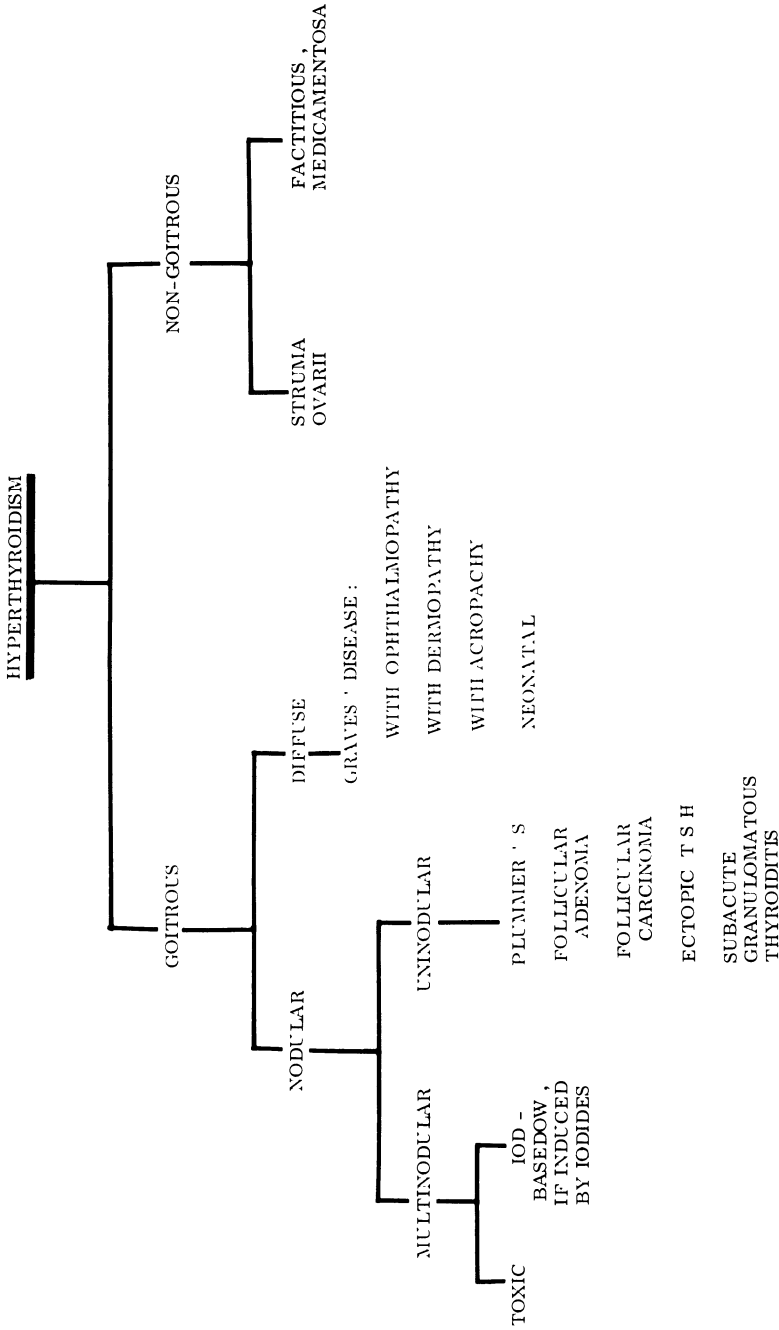 HYPERTHYROIDISM
GOITROUS
NON-GOITROUS
NODULAR
DIFFUSE
STRUMA
OVARII
FACTITIOUS ,
MEDICAMENTOSA
GRAVES ' DISEASE :
WITH OPHTHALMOPATHY
WITH DERMOPATHY
WITH ACROPACHY
NEONATAL
MULTINODULAR
UNINODULAR
TOXIC
IOD -
BASEDOW ,
IF INDUCED
BY IODIDES
PLUMMER ' S
FOLLICULAR
ADENOMA
FOLLICULAR
CARCINOMA
ECTOPIC T S H
SUBACUTE
GRANULOMATOUS
THYROIDITIS